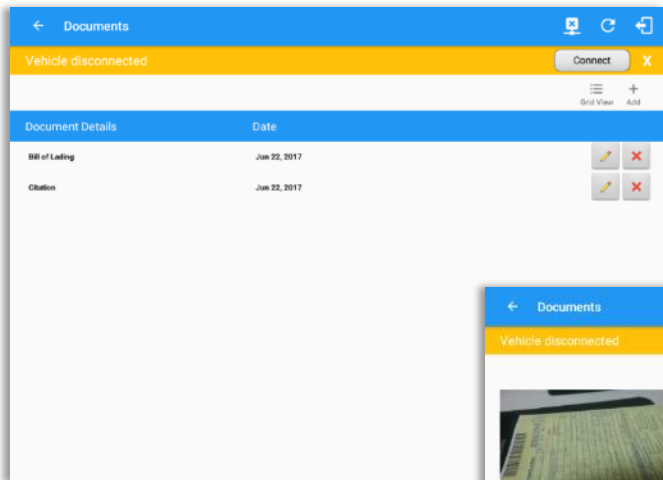 Documents
Vehicle disconnected
Connect X
Grid View Add
Document Details Date
Bill of Lading Jun 22, 2017
Citation Jun 22, 2017
Documents
Vehicle disconnected